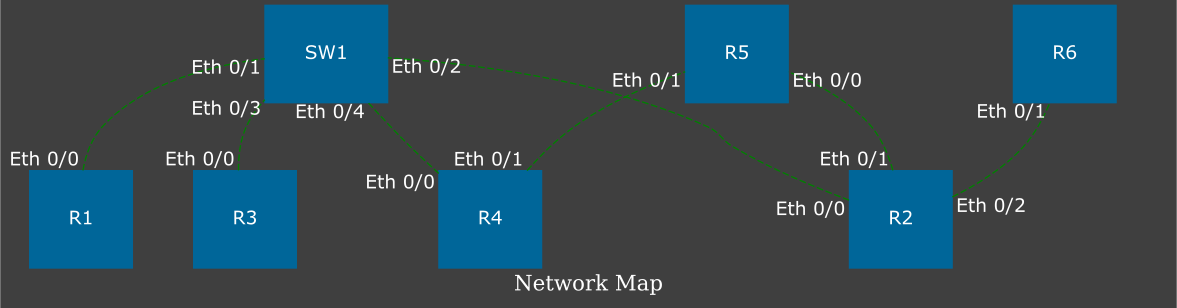 SW1
R5
R6
Eth 0/1
Eth 0/2
Eth 0/1
Eth 0/0
Eth 0/3
Eth 0/4
Eth 0/1
Eth 0/0
Eth 0/0
Eth 0/1
Eth 0/1
Eth 0/0
Eth 0/0
Eth 0/2
R1
R3
R4
R2
Network Map